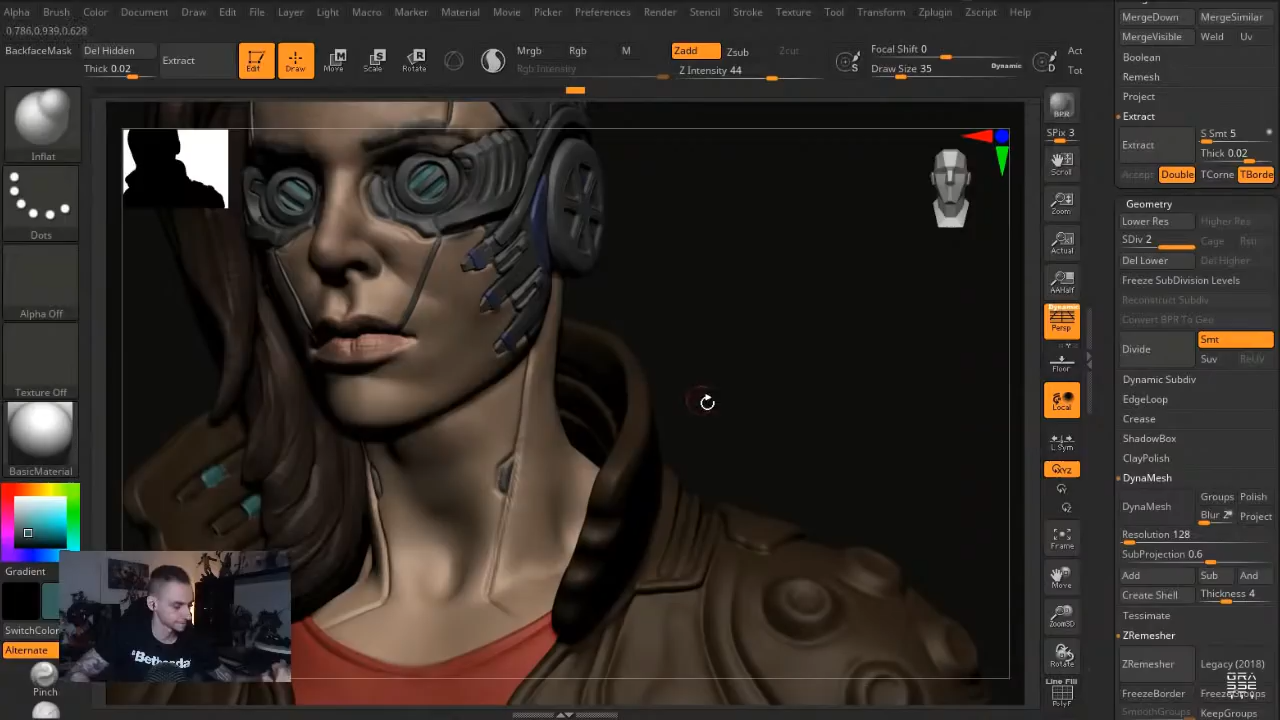 Alpha Brush Color Document Draw Edit File Layer Light Macro Marker Material Movie Picker Preferences Render Stencil Stroke Texture Tool Transform Zplugin Zscript Help
0.786,0.939,0.628
BackfaceMask
Del Hidden
Thick 0.02
Extract
Edit
Draw
Move
Scale
Rotate
Mrgb Rgb M
Rgb Intensity
Zadd Zsub Zcut
Z Intensity 44
Focal Shift 0
Draw Size 35
Dynamic
Act
Tot
Inflat
Dots
Alpha Off
Texture Off
BasicMaterial
Gradient
SwitchColor
Alternate
Pinch
Bethesda
BPR
SPix 3
Scroll
Zoom
Actual
AAHalf
Dynamic
Persp
Floor
Local
L.Sym
Frame
Move
Zoom3D
Rotate
Line Fill
PolyF
MergeDown MergeSimilar
MergeVisible Weld Uv
Boolean
Remesh
Project
Extract
Extract
S Smt 5
Thick 0.02
Accept Double TCorne TBorde
Geometry
Lower Res Higher Res
SDiv 2 Cage Rstr
Del Lower Del Higher
Freeze SubDivision Levels
Reconstruct Subdiv
Convert BPR To Geo
Divide
Smt
Suv ReUV
Dynamic Subdiv
EdgeLoop
Crease
ShadowBox
ClayPolish
DynaMesh
DynaMesh
Groups Polish
Blur 2 Project
Resolution 128
SubProjection 0.6
Add Sub And
Create Shell Thickness 4
Tessimate
ZRemesher
ZRemesher
Legacy (2018)
FreezeBorder FreezeGroups
SmoothGroups KeepGroups